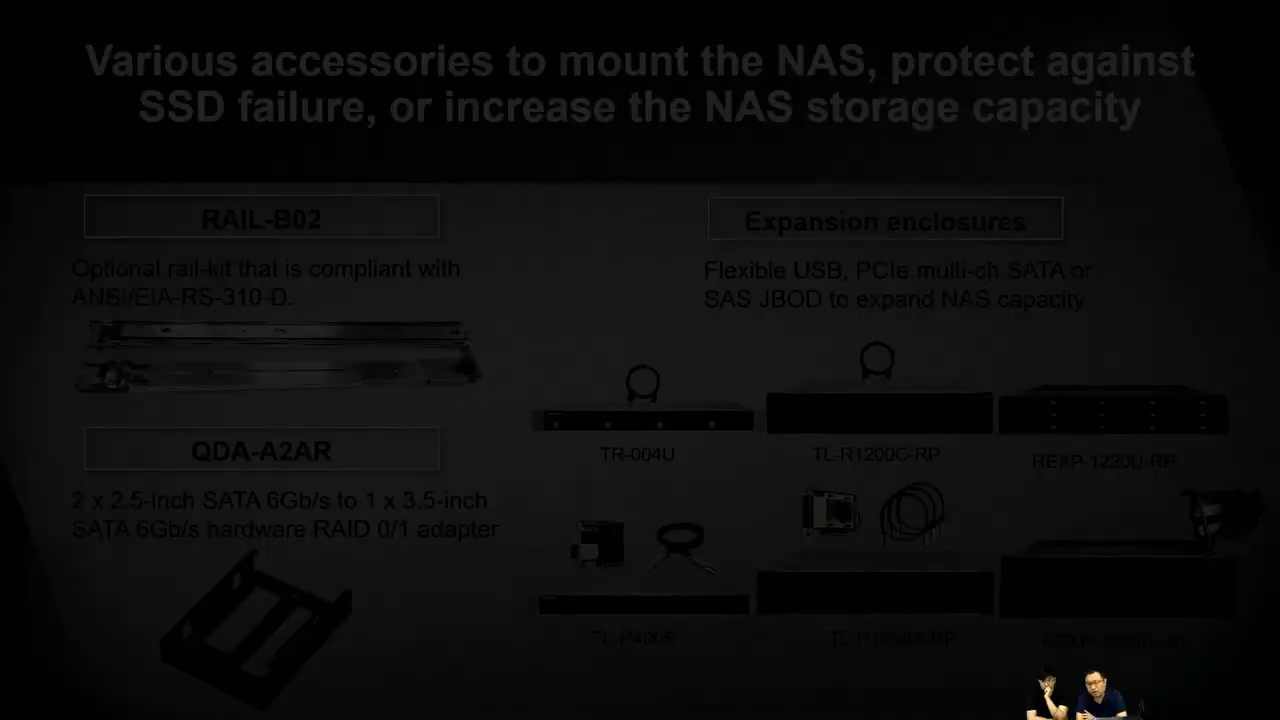 Various accessories to mount the NAS, protect against
SSD failure, or increase the NAS storage capacity
RAIL-B02
Optional rail-kit that is compliant with
ANSI/EIA-RS-310-D.
QDA-A2AR
2 x 2.5-inch SATA 6Gb/s to 1 x 3.5-inch
SATA 6Gb/s hardware RAID 0/1 adapter
Expansion enclosures
Flexible USB, PCIe multi-ch SATA or
SAS JBOD to expand NAS capacity
TR-004U
TL-R1200C-RP
REXP-1220U-RP